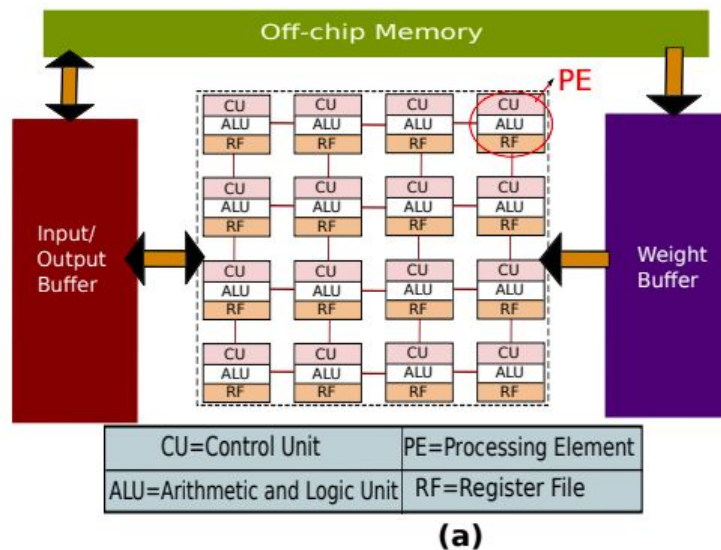 Off-chip Memory
PE
CU CU CU CU
ALU ALU ALU ALU
RF RF RF RF
CU CU CU CU
ALU ALU ALU ALU
RF RF RF RF
Input/
Output
Buffer
Weight
Buffer
CU CU CU CU
ALU ALU ALU ALU
RF RF RF RF
CU CU CU CU
ALU ALU ALU ALU
RF RF RF RF
CU=Control Unit PE=Processing Element
ALU=Arithmetic and Logic Unit RF=Register File
(a)